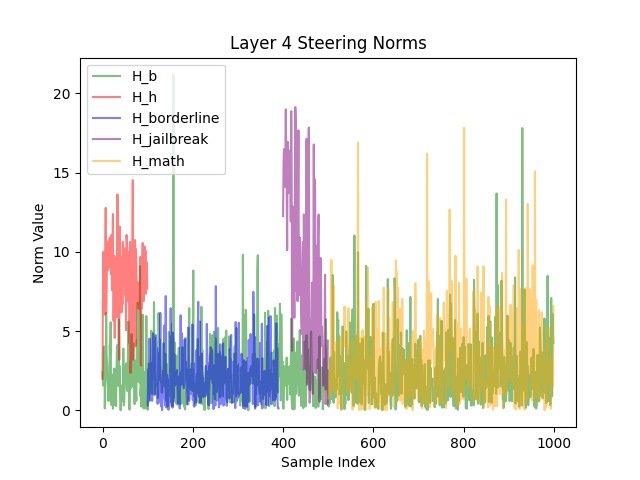 Layer 4 Steering Norms
H_b
H_h
H_borderline
H_jailbreak
H_math
Norm Value
20
15
10
5
0
0 200 400 600 800 1000
Sample Index